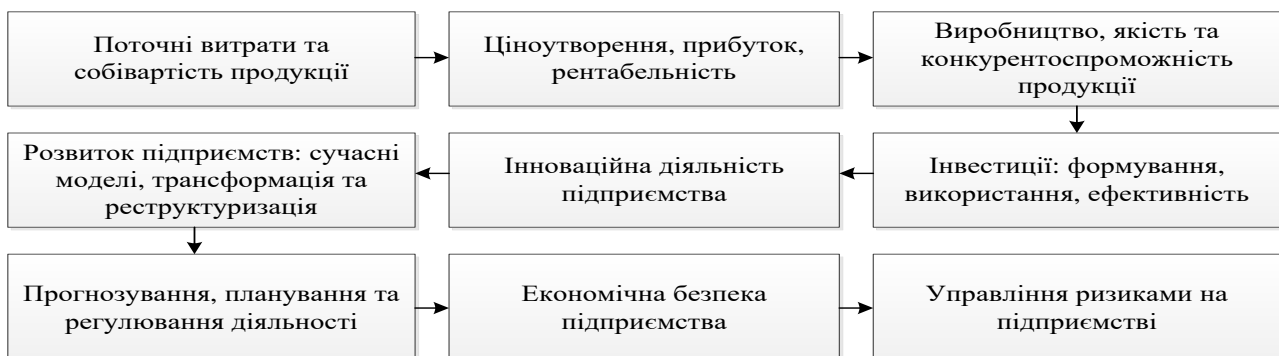 Поточні витрати та
собівартість продукції
Ціноутворення, прибуток,
рентабельність
Виробництво, якість та
конкурентоспроможність
продукції
Інвестиції: формування,
використання, ефективність
Інноваційна діяльність
підприємства
Розвиток підприємств: сучасні
моделі, трансформація та
реструктуризація
Прогнозування, планування та
регулювання діяльності
Економічна безпека
підприємства
Управління ризиками на
підприємстві